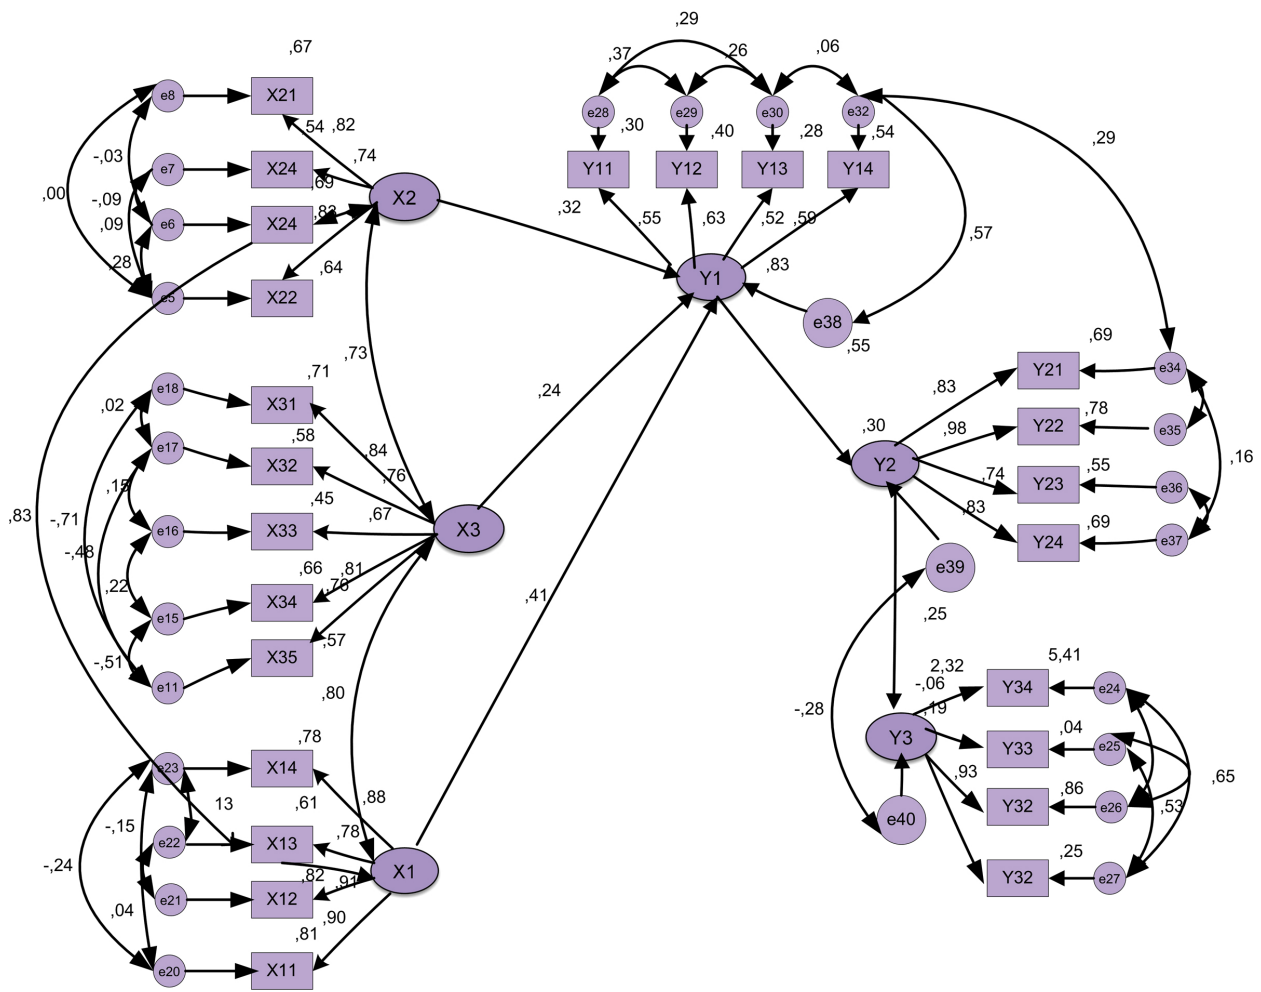 ,29
,67
,37
,26
,06
e8
X21
e28
e29
e30
e32
,54
,82
,30
,40
,28
,54
,29
-,03
,74
e7
X24
Y11
Y12
Y13
Y14
,00
-,09
,69
X2
,09
e6
X24
,83
,32
,55
,63
,52
,59
,57
,28
,64
,83
Y1
e5
X22
e38
,55
,73
,69
,71
Y21
e34
e18
,24
,83
,02
X31
,78
,58
,84
,30
,98
Y22
e35
e17
X32
,76
Y2
,16
,15
,45
,74
,55
Y23
e36
,83
-,71
,67
,83
e16
X33
X3
,69
Y24
e37
-,48
,66
,81
e39
,22
,76
,41
X34
e15
,25
,57
-,51
X35
5,41
e11
2,32
,80
-,06
Y34
e24
-,28
,19
,78
Y3
,04
Y33
e25
e23
X14
,93
,65
,88
,86
13
,61
Y32
e26
,53
-,15
,78
e40
e22
X13
,25
-,24
,82
,91
X1
Y32
e27
e21
X12
,04
,90
,81
e20
X11